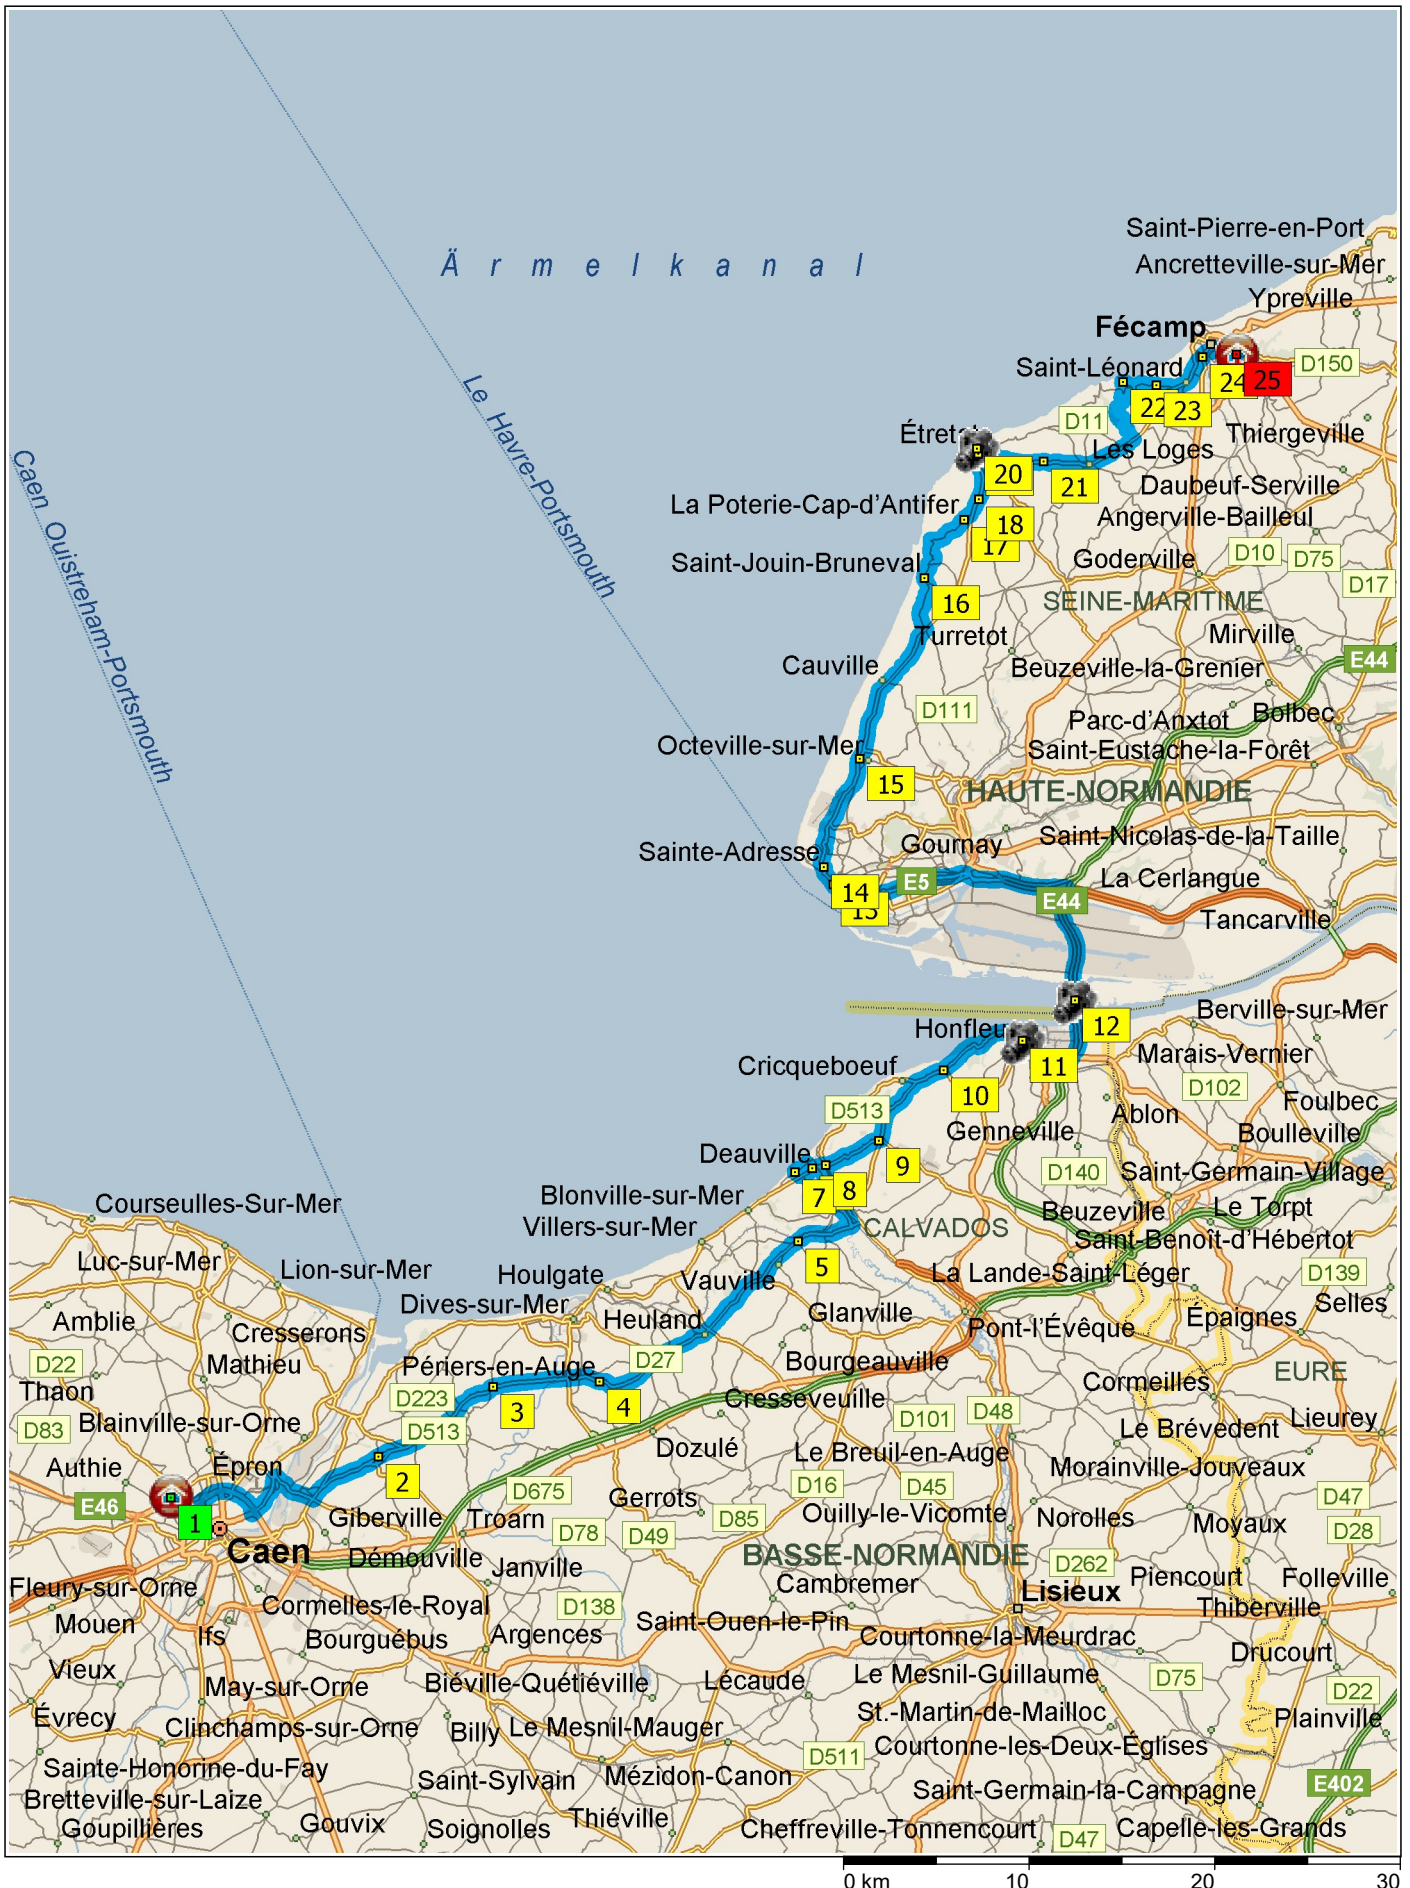 Saint-Pierre-en-Port
Ärmelkanal
Ancretteville-sur-Mer
Ypreville
Fécamp
Saint-Léonard
D150
24
25
22
23
Le Havre-Portsmouth
D11
Étretat
Thiergeville
Les Loges
Caen Ouistreham-Portsmouth
20
21
Daubeuf-Serville
La Poterie-Cap-d'Antifer
Angerville-Bailleul
18
17
D10
D75
Saint-Jouin-Bruneval
Goderville
D17
16
SEINE-MARITIME
Turretot
Mirville
Cauville
Beuzeville-la-Grenier
E44
D111
Parc-d'Anxtot
Bolbec
Octeville-sur-Mer
Saint-Eustache-la-Forêt
15
HAUTE-NORMANDIE
Sainte-Adresse
Gournay
Saint-Nicolas-de-la-Taille
E5
La Cerlangue
14
E44
13
Tancarville
Berville-sur-Mer
12
Honfleu
Marais-Vernier
Cricqueboeuf
11
D102
10
D513
Ablon
Foulbec
Genneville
Boulleville
Deauville
9
D140
Saint-Germain-Village
Blonville-sur-Mer
7
8
Courseulles-Sur-Mer
Beuzeville
Le Torpt
Villers-sur-Mer
CALVADOS
Saint-Benoît-d'Hébertot
Luc-sur-Mer
Lion-sur-Mer
Houlgate
Vauville
5
La Lande-Saint-Léger
D139
Dives-sur-Mer
Selles
Amblie
Cresserons
Heuland
Glanville
Épaignes
Pont-l'Évêque
D22
Mathieu
Périers-en-Auge
D27
Bourgeauville
EURE
Thaon
D223
Cresseveuille
Cormeilles
D83
Blainville-sur-Orne
3
4
D101
D48
Lieurey
D513
Le Brévedent
Dozulé
Le Breuil-en-Auge
Authie
Épron
2
Morainville-Jouveaux
E46
D675
D16
D45
D47
1
Gerrots
Giberville
Troarn
D85
Ouilly-le-Vicomte
Norolles
Moyaux
D78
D49
D28
Caen
Démouville
BASSE-NORMANDIE
D262
Janville
Piencourt
Folleville
Fleury-sur-Orne
Cambremer
Lisieux
Cormelles-le-Royal
D138
Thiberville
Mouen
Ifs
Saint-Ouen-le-Pin
Bourguébus
Argences
Courtonne-la-Meurdrac
Drucourt
Vieux
May-sur-Orne
Biéville-Quétiéville
Lécaude
Le Mesnil-Guillaume
D75
D22
Évrecy
Clinchamps-sur-Orne
Billy
Le Mesnil-Mauger
St.-Martin-de-Mailloc
Plainville
D511
Courtonne-les-Deux-Églises
Sainte-Honorine-du-Fay
Saint-Sylvain
Mézidon-Canon
E402
Bretteville-sur-Laize
Saint-Germain-la-Campagne
Goupillières
Gouvix
Soignolles
Thiéville
Cheffreville-Tonnencourt
D47
Capelle-les-Grands
0 km
10
20
30